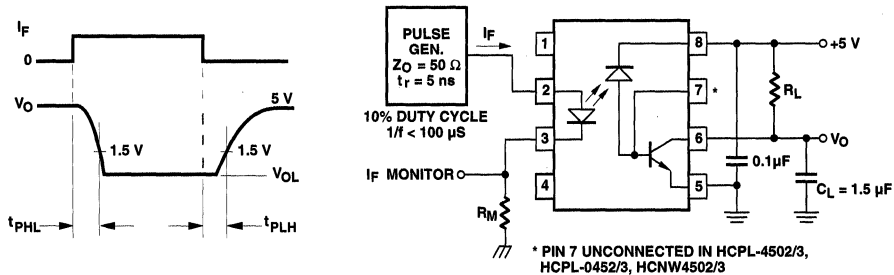 I_F
0
V_O
5 V
1.5 V
1.5 V
V_OL
t_PHL
t_PLH
PULSE
GEN.
Z_O = 50 Ω
t_r = 5 ns
I_F
10% DUTY CYCLE
1/f < 100 µS
I_F MONITOR
R_M
1
2
3
4
8
7
*
6
5
+5 V
R_L
V_O
0.1µF
C_L = 1.5 µF
* PIN 7 UNCONNECTED IN HCPL-4502/3,
HCPL-0452/3, HCNW4502/3